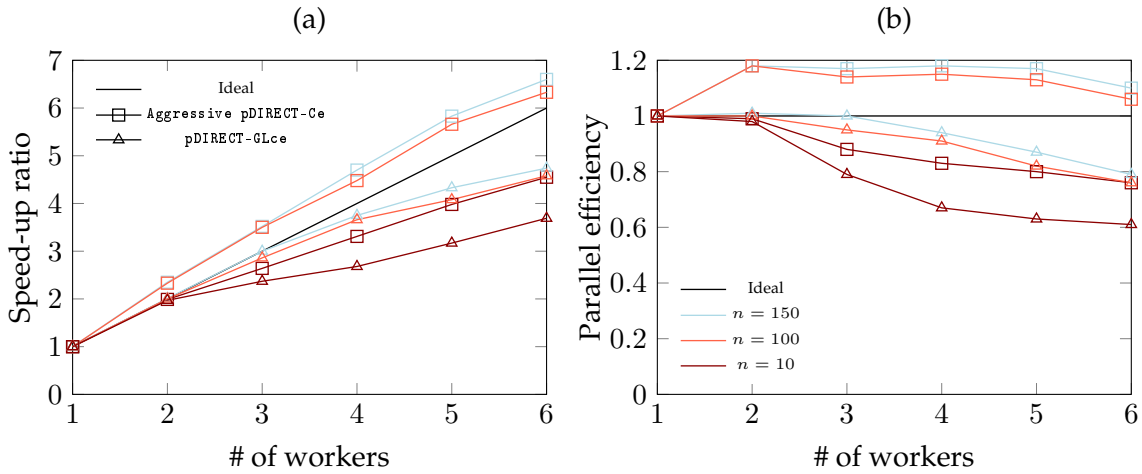 (a)
Speed-up ratio
7
6
5
4
3
2
1
0
Ideal
Aggressive pDIRECT-Ce
pDIRECT-GLce
1 2 3 4 5 6
# of workers
(b)
Parallel efficiency
1.2
1
0.8
0.6
0.4
0.2
0
Ideal
n = 150
n = 100
n = 10
1 2 3 4 5 6
# of workers